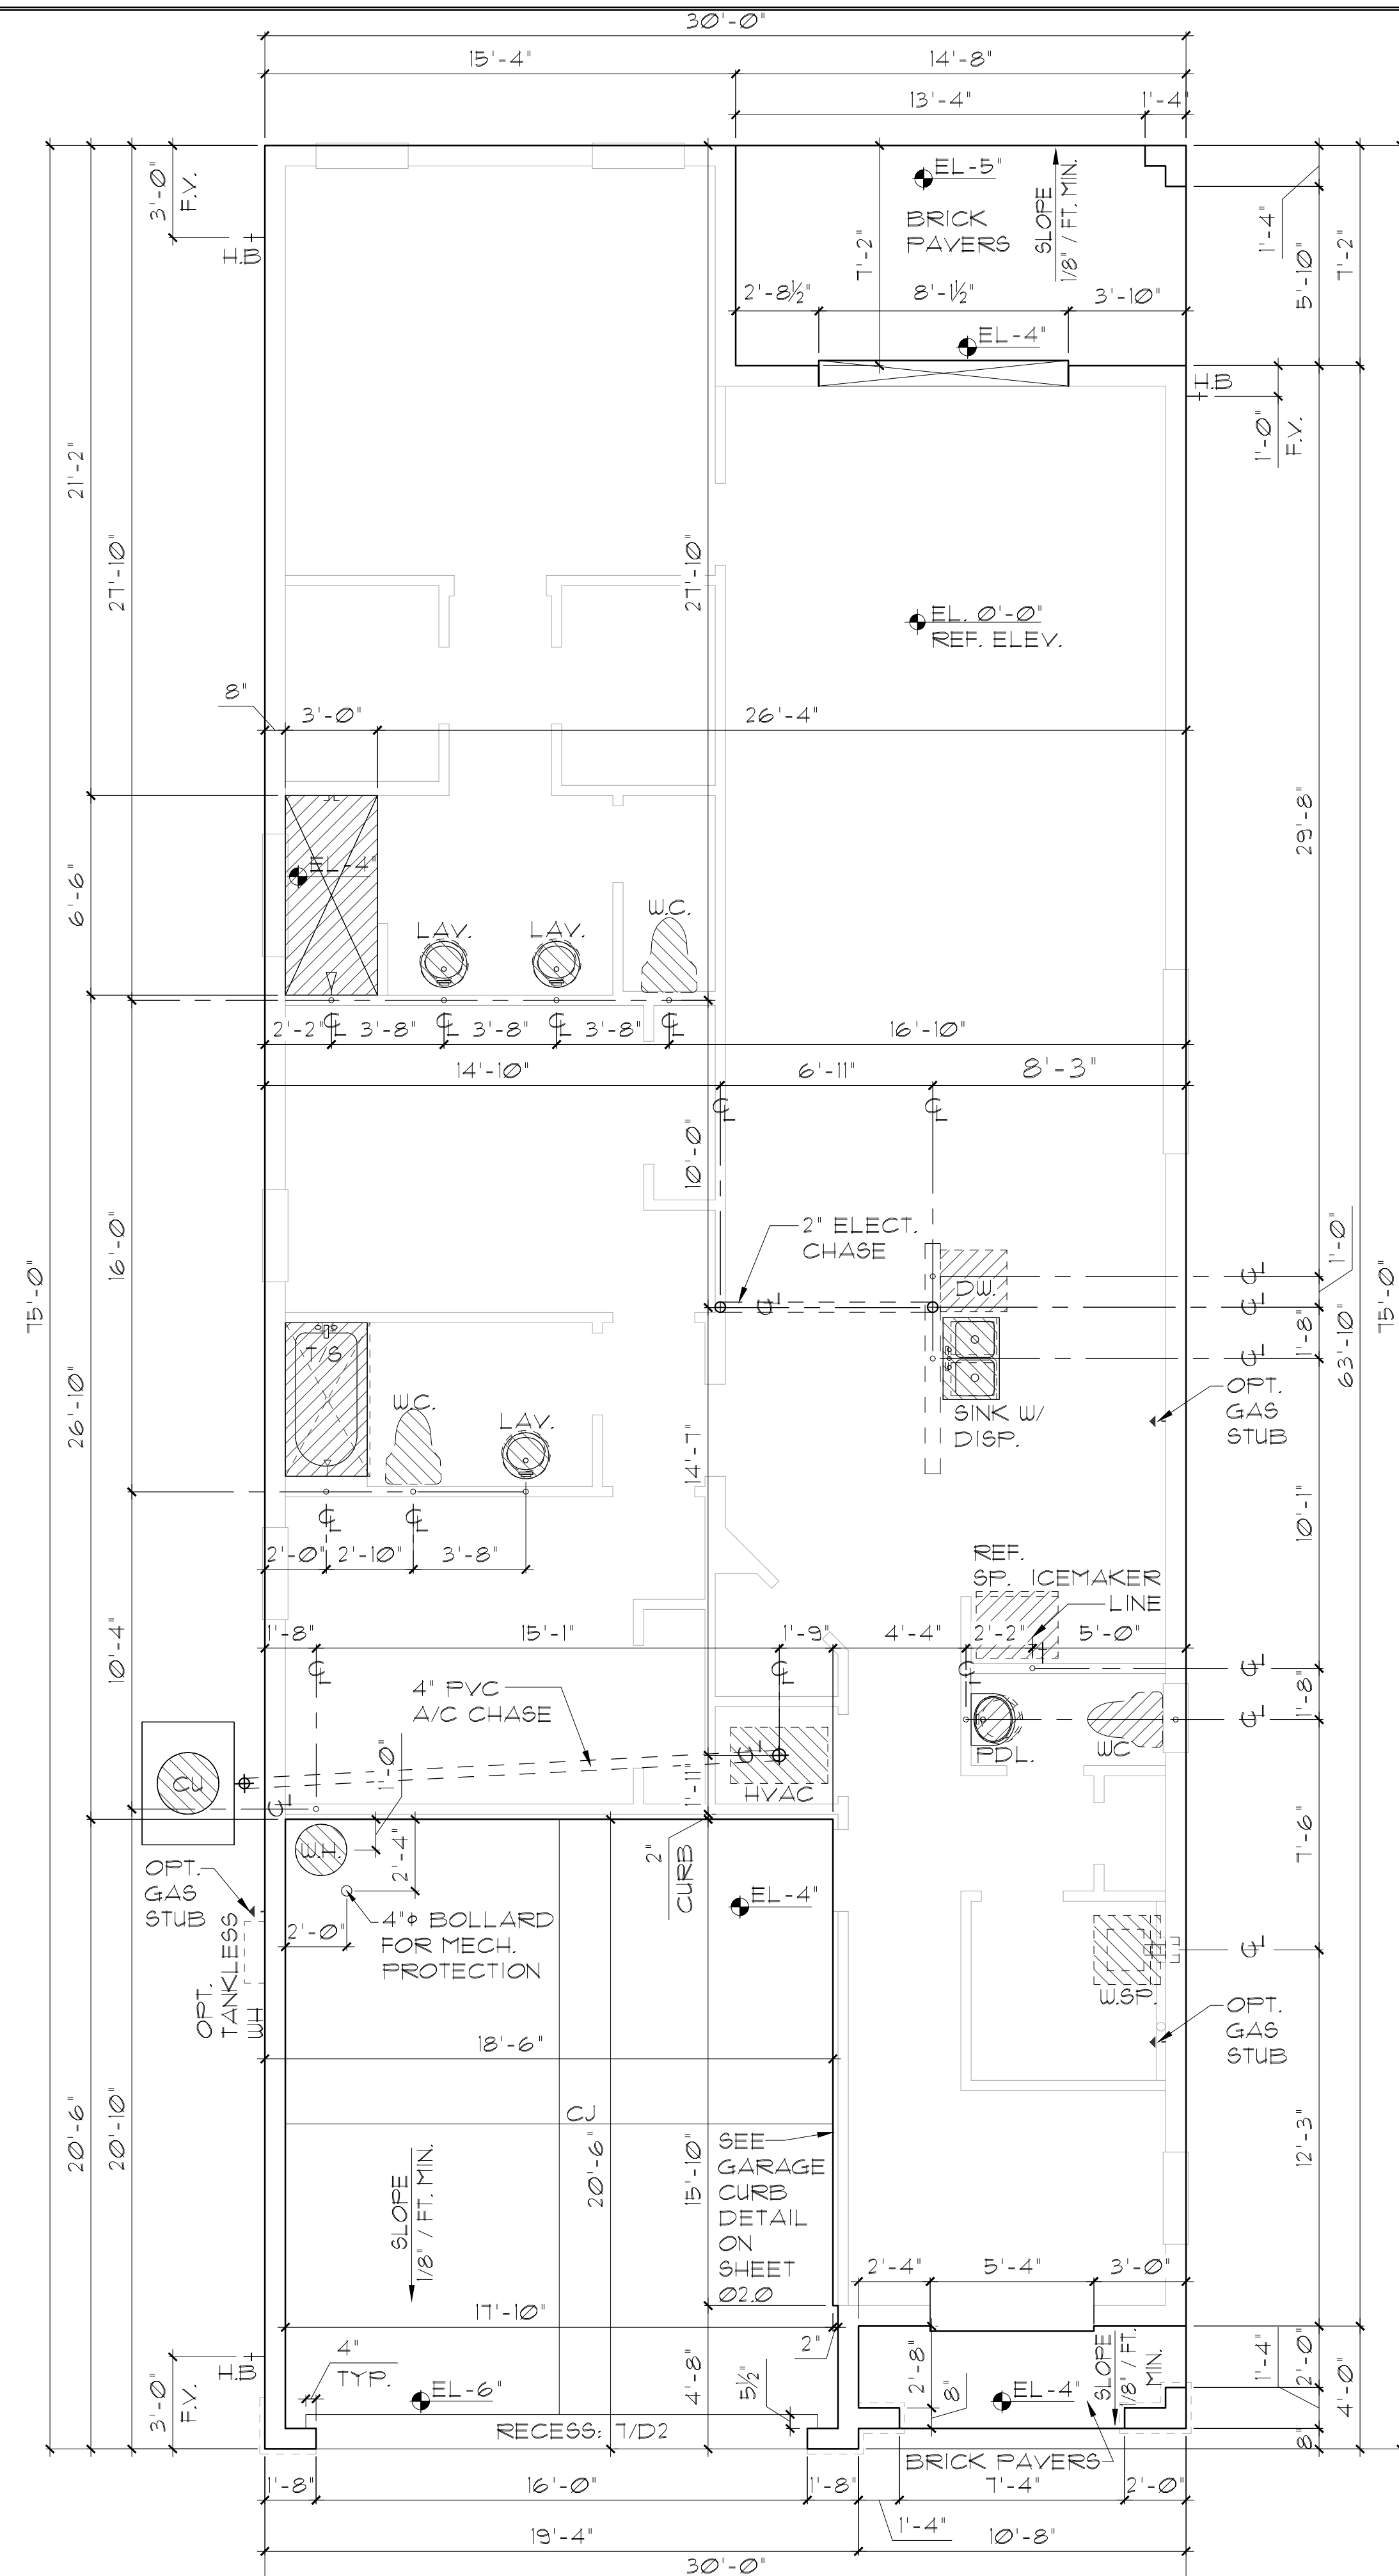 30'-0"
15'-4"
14'-8"
13'-4"
1'-4"
3'-0"
F.V.
H.B
EL-5"
BRICK
PAVERS
SLOPE
1/8" / FT. MIN.
7'-2"
2'-8½"
8'-1½"
3'-10"
EL-4"
1'-4"
5'-10"
7'-2"
H.B
1'-0"
F.V.
21'-2"
27'-10"
27'-10"
EL. 0'-0"
REF. ELEV.
8"
3'-0"
26'-4"
29'-8"
6'-6"
EL-4"
LAV.
LAV.
W.C.
2'-2"
3'-8"
3'-8"
3'-8"
16'-10"
14'-10"
6'-11"
8'-3"
10'-0"
2" ELECT.
CHASE
DW.
SINK W/
DISP.
1'-0"
1'-8"
63'-10"
75'-0"
75'-0"
16'-0"
26'-10"
T/S
W.C.
LAV.
14'-7"
OPT.
GAS
STUB
10'-1"
2'-0"
2'-10"
3'-8"
REF.
SP. ICEMAKER
LINE
1'-8"
15'-1"
1'-9"
4'-4"
2'-2"
5'-0"
10'-4"
4" PVC
A/C CHASE
1'-8"
PDL.
WC
CU
1'-0"
1'-11"
HVAC
W.H.
2'-4"
2"
CURB
EL-4"
7'-6"
OPT.
GAS
STUB
OPT.
TANKLESS
WH
2'-0"
4"Φ BOLLARD
FOR MECH.
PROTECTION
W.SP.
OPT.
GAS
STUB
18'-6"
CJ
20'-6"
20'-10"
SLOPE
1/8" / FT. MIN.
20'-6"
15'-10"
SEE
GARAGE
CURB
DETAIL
ON
SHEET
02.0
12'-3"
2'-4"
5'-4"
3'-0"
17'-10"
2"
H.B
3'-0"
F.V.
4"
TYP.
EL-6"
4'-8"
5½"
2'-8"
8"
EL-4"
SLOPE
1/8" / FT.
MIN.
1'-4"
2'-0"
4'-0"
8"
RECESS: 7/D2
BRICK PAVERS
1'-8"
16'-0"
1'-8"
7'-4"
2'-0"
1'-4"
19'-4"
10'-8"
30'-0"